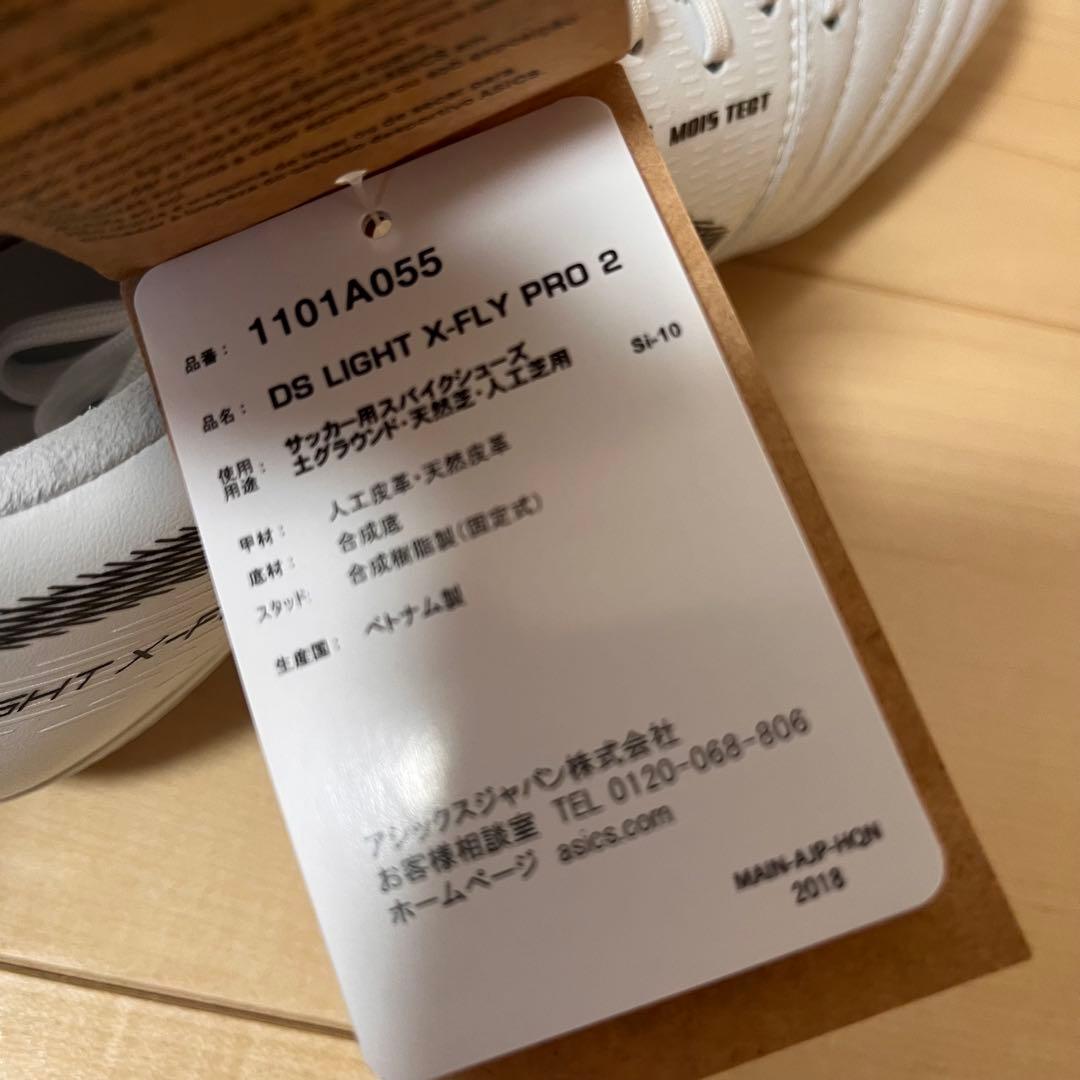 MOIS TECT
品番： 1101A055
品名： DS LIGHT X-FLY PRO 2
Si-10
使用用途： サッカー用スパイクシューズ
土グラウンド・天然芝・人工芝用
甲材： 人工皮革・天然皮革
底材： 合成底
スタッド： 合成樹脂製（固定式）
生産国： ベトナム製
アシックスジャパン株式会社
お客様相談室 TEL 0120-068-806
ホームページ asics.com
MAIN-AJP-HQN
2018
GHT X-F